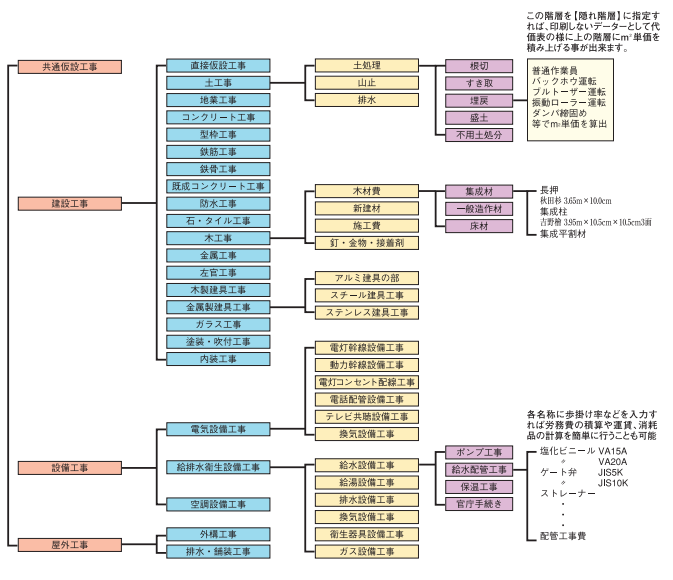 この階層を【隠れ階層】に指定す
れば、印刷しないデーターとして代
価表の様に上の階層にm²単価を
積み上げる事が出来ます。
共通仮設工事
建設工事
設備工事
屋外工事
直接仮設工事
土工事
地業工事
コンクリート工事
型枠工事
鉄筋工事
鉄骨工事
既成コンクリート工事
防水工事
石・タイル工事
木工事
金属工事
左官工事
木製建具工事
金属製建具工事
ガラス工事
塗装・吹付工事
内装工事
電気設備工事
給排水衛生設備工事
空調設備工事
外構工事
排水・舗装工事
土処理
山止
排水
木材費
新建材
施工費
釘・金物・接着剤
アルミ建具の部
スチール建具工事
ステンレス建具工事
電灯幹線設備工事
動力幹線設備工事
電灯コンセント配線工事
電話配管設備工事
テレビ共聴設備工事
換気設備工事
給水設備工事
給湯設備工事
排水設備工事
換気設備工事
衛生器具設備工事
ガス設備工事
根切
すき取
埋戻
盛土
不用土処分
集成材
一般造作材
床材
ポンプ工事
給水配管工事
保温工事
官庁手続き
普通作業員
バックホウ運転
ブルトーザー運転
振動ローラー運転
ダンパ締固め
等でm²単価を算出
長押
秋田杉 3.65m×10.0cm
集成柱
吉野檜 3.95m×10.5cm×10.5cm3面
集成平割材
各名称に歩掛け率などを入力す
れば労務費の積算や運賃、消耗
品の計算を簡単に行うことも可能
塩化ビニール VA15A
〃 VA20A
ゲート弁 JIS5K
〃 JIS10K
ストレーナー
・
・
・
配管工事費